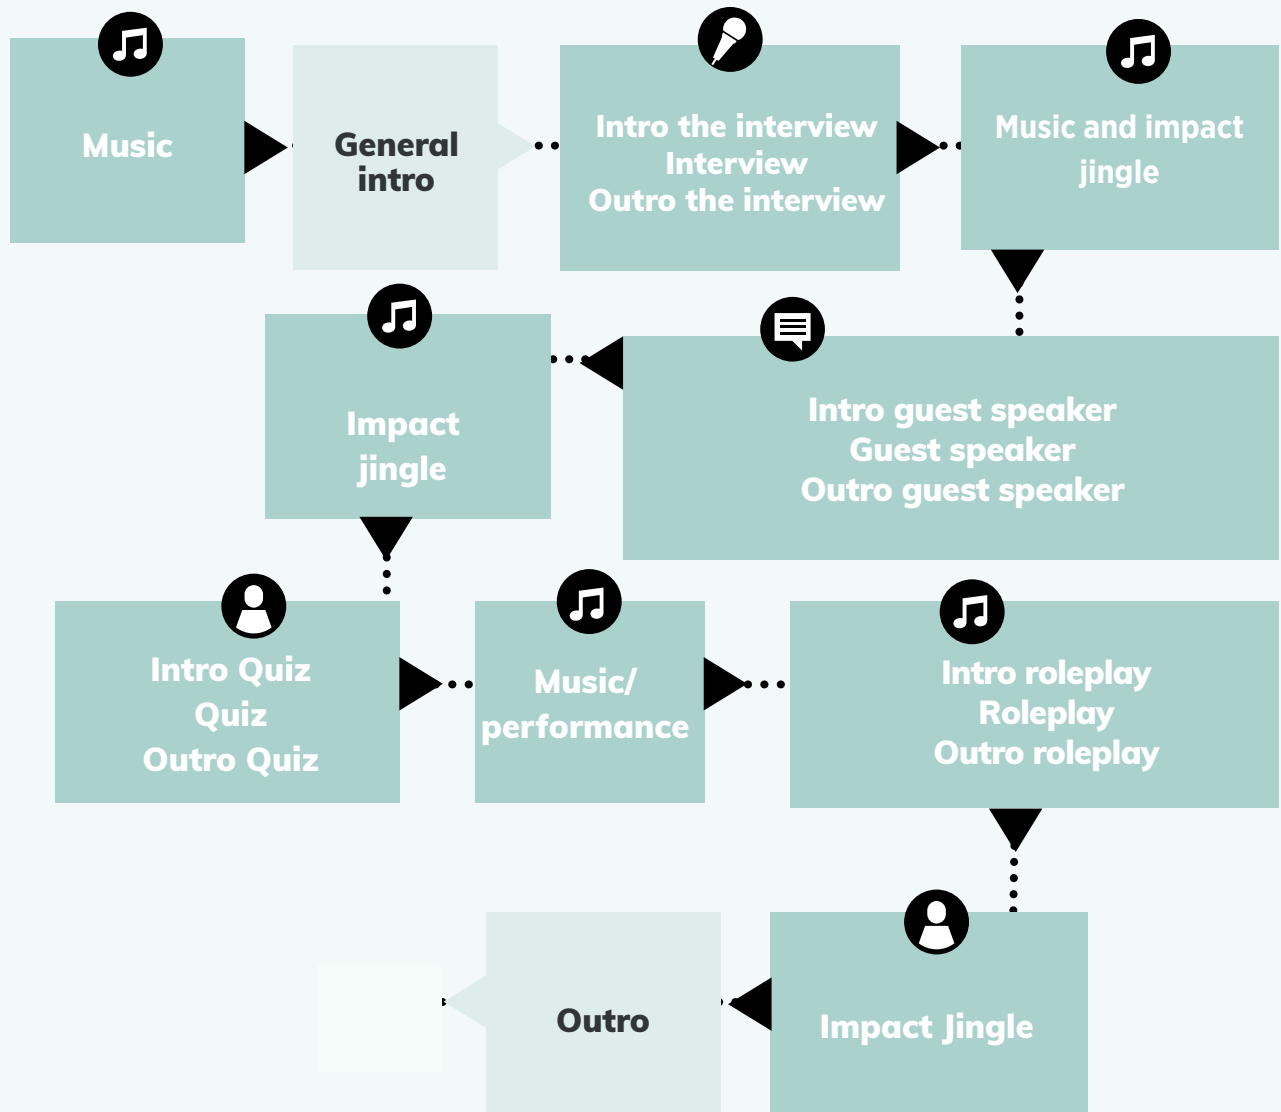 Music
General
intro
Intro the interview
Interview
Outro the interview
Music and impact
jingle
Intro guest speaker
Guest speaker
Outro guest speaker
Impact
jingle
Intro Quiz
Quiz
Outro Quiz
Music/
performance
Intro roleplay
Roleplay
Outro roleplay
Impact Jingle
Outro